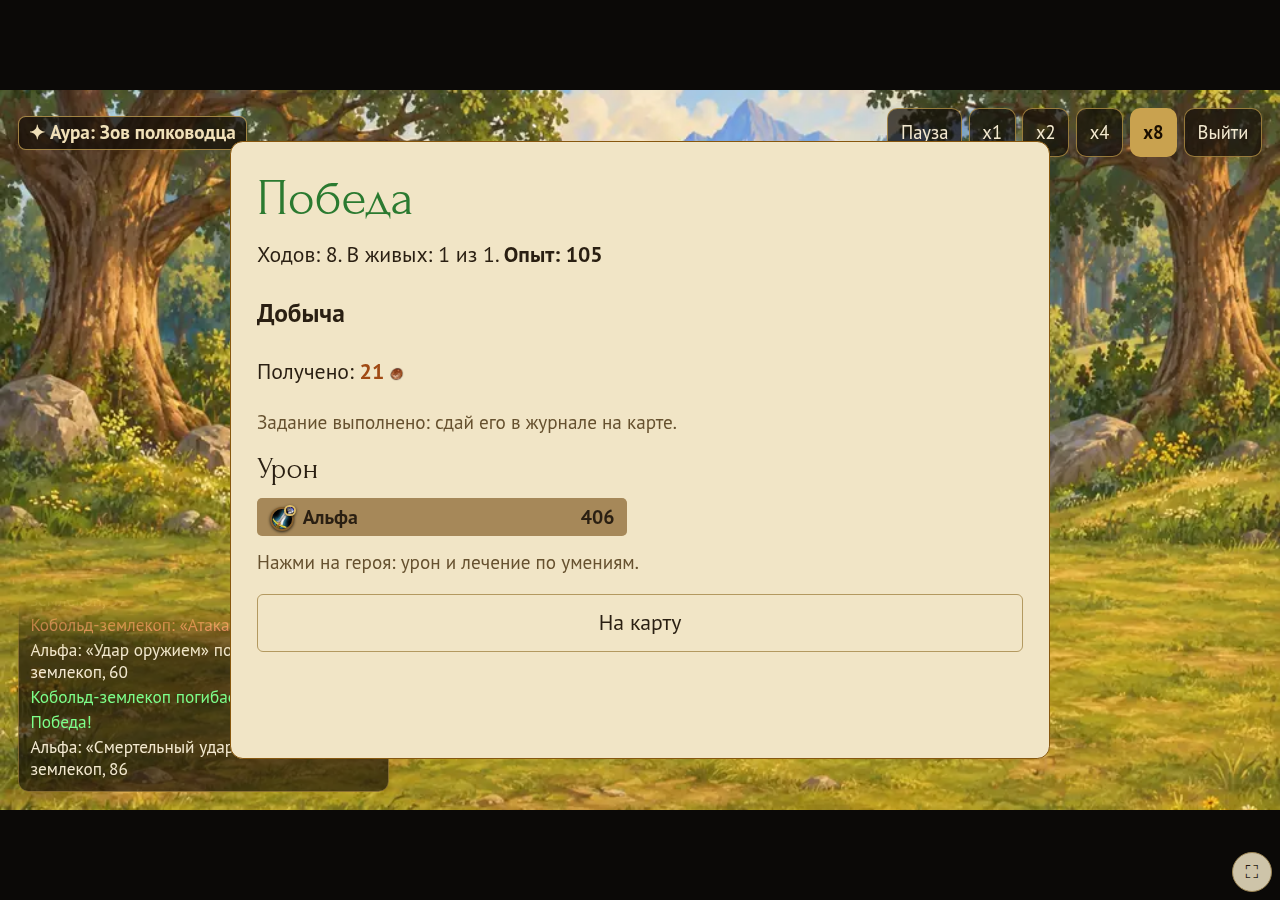 ✦ Аура: Зов полководца
Пауза x1 x2 x4 x8 Выйти
Победа
Ходов: 8. В живых: 1 из 1. Опыт: 105
Добыча
Получено: 21
Задание выполнено: сдай его в журнале на карте.
Урон
Альфа 406
Нажми на героя: урон и лечение по умениям.
На карту
Кобольд-землекоп: «Атака
Альфа: «Удар оружием» по
землекоп, 60
Кобольд-землекоп погибае
Победа!
Альфа: «Смертельный удар
землекоп, 86